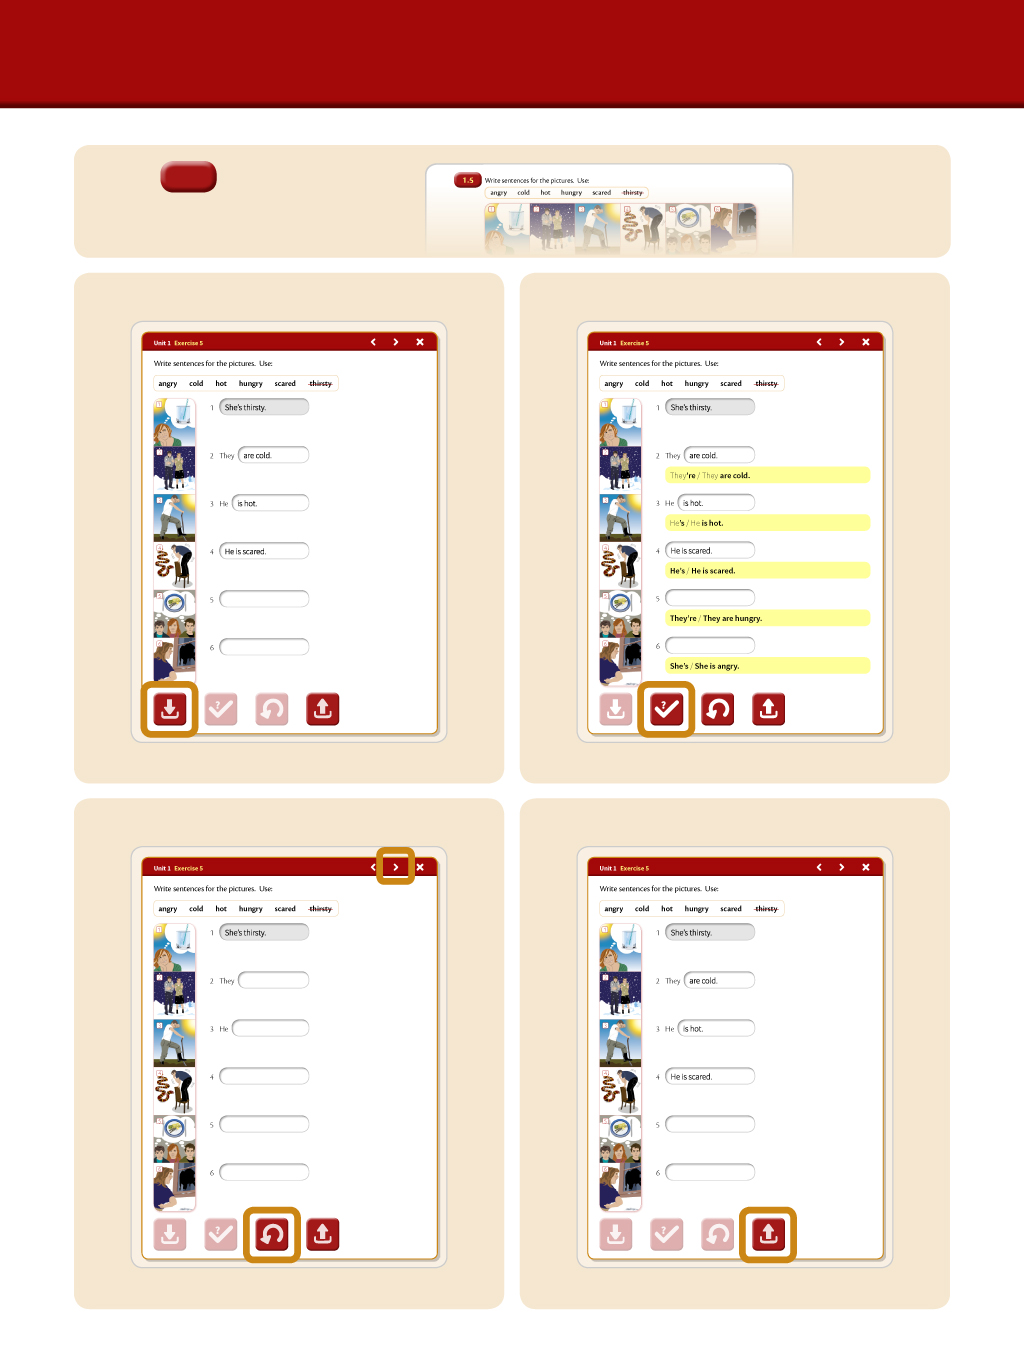 1.5 Write sentences for the pictures. Use:
angry cold hot hungry scared thirsty
Unit 1 Exercise 5
Write sentences for the pictures. Use:
angry cold hot hungry scared thirsty
1 She's thirsty.
2 They are cold.
3 He is hot.
4 He is scared.
5
6
Unit 1 Exercise 5
Write sentences for the pictures. Use:
angry cold hot hungry scared thirsty
1 She's thirsty.
2 They are cold.
They're / They are cold.
3 He is hot.
He's / He is hot.
4 He is scared.
He's / He is scared.
5
They're / They are hungry.
6
She's / She is angry.
Unit 1 Exercise 5
Write sentences for the pictures. Use:
angry cold hot hungry scared thirsty
1 She's thirsty.
2 They
3 He
4
5
6
Unit 1 Exercise 5
Write sentences for the pictures. Use:
angry cold hot hungry scared thirsty
1 She's thirsty.
2 They are cold.
3 He is hot.
4 He is scared.
5
6